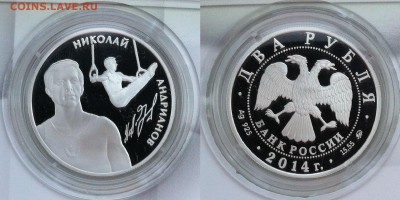 COINS.LAVE.RU
НИКОЛАЙ
АНДРИАНОВ
ДВА РУБЛЯ
Ag 925
15,55
БАНК РОССИИ
2014 г.